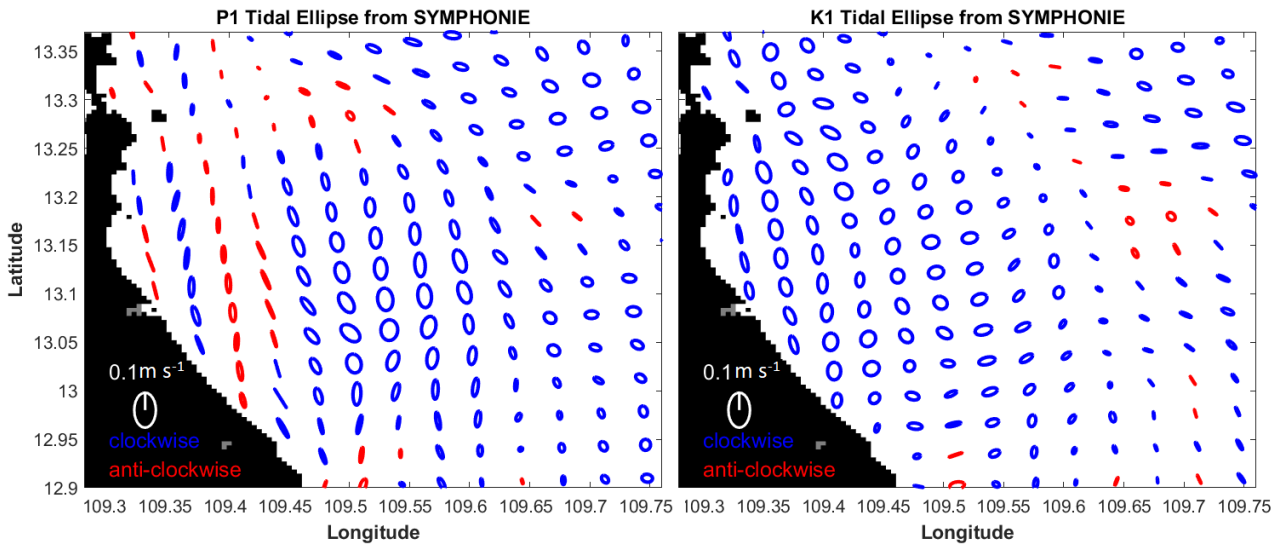 P1 Tidal Ellipse from SYMPHONIE
13.35
13.3
13.25
13.2
13.15
13.1
13.05
13
12.95
12.9
Latitude
0.1m s-1
clockwise
anti-clockwise
109.3 109.35 109.4 109.45 109.5 109.55 109.6 109.65 109.7 109.75
Longitude
K1 Tidal Ellipse from SYMPHONIE
0.1m s-1
clockwise
anti-clockwise
109.3 109.35 109.4 109.45 109.5 109.55 109.6 109.65 109.7 109.75
Longitude